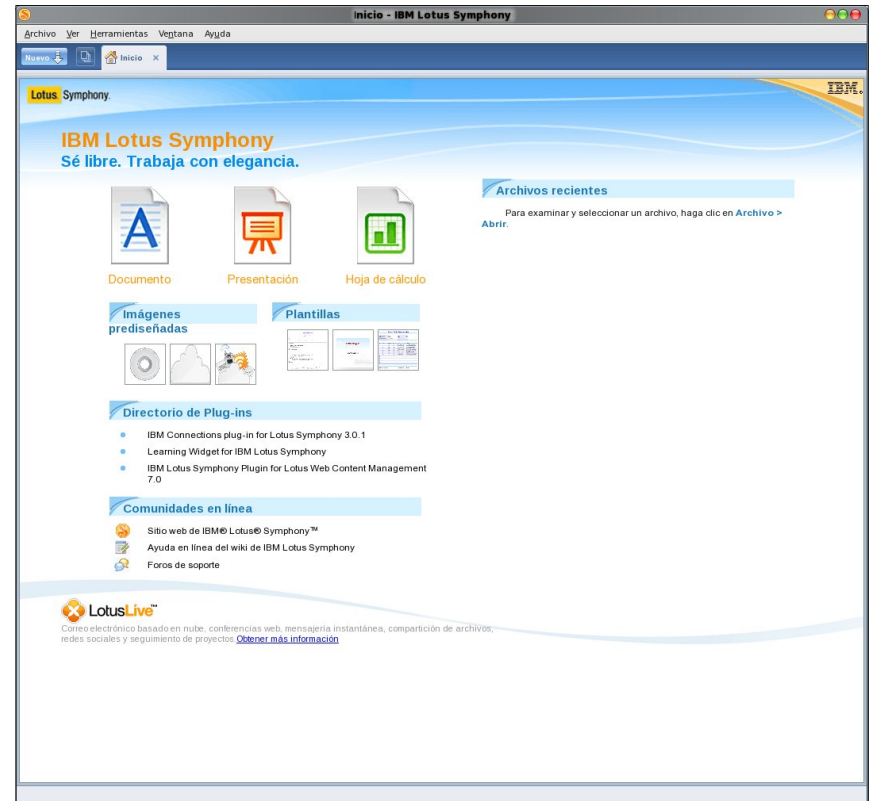 Inicio - IBM Lotus Symphony
Archivo Ver Herramientas Ventana Ayuda
Nuevo Inicio
Lotus Symphony.
IBM.
IBM Lotus Symphony
Sé libre. Trabaja con elegancia.
Documento Presentación Hoja de cálculo
Imágenes
prediseñadas
Plantillas
Directorio de Plug-ins
IBM Connections plug-in for Lotus Symphony 3.0.1
Learning Widget for IBM Lotus Symphony
IBM Lotus Symphony Plugin for Lotus Web Content Management
7.0
Comunidades en línea
Sitio web de IBM® Lotus® Symphony™
Ayuda en línea del wiki de IBM Lotus Symphony
Foros de soporte
Archivos recientes
Para examinar y seleccionar un archivo, haga clic en Archivo >
Abrir.
LotusLive™
Correo electrónico basado en nube, conferencias web, mensajería instantánea, compartición de archivos,
redes sociales y seguimiento de proyectos. Obtener más información